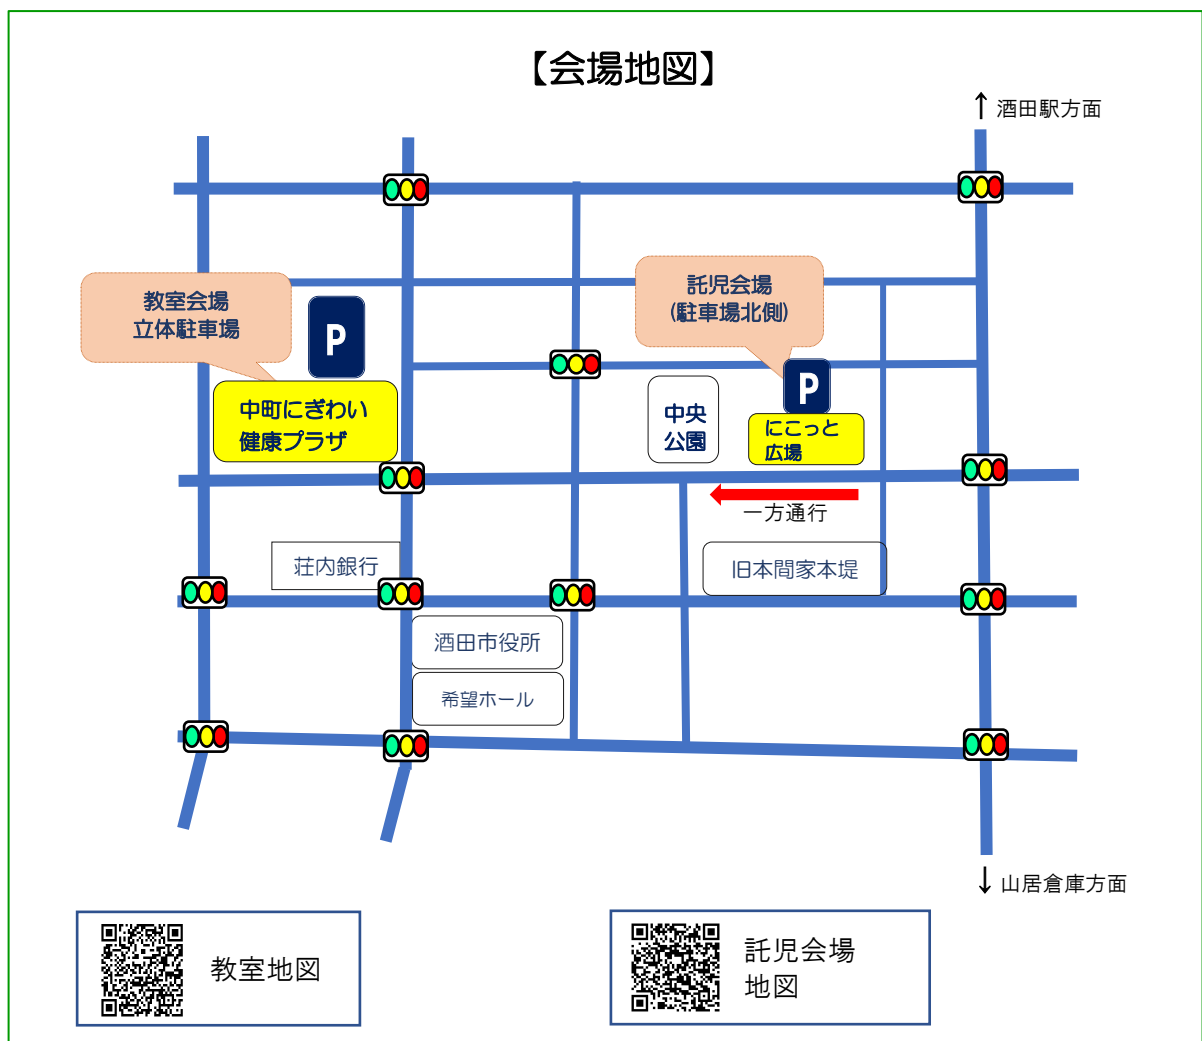 【会場地図】
↑ 酒田駅方面
教室会場
立体駐車場
P
託児会場
(駐車場北側)
P
中町にぎわい
健康プラザ
中央
公園
にこっと
広場
一方通行
荘内銀行
旧本間家本堤
酒田市役所
希望ホール
↓ 山居倉庫方面
教室地図
託児会場
地図